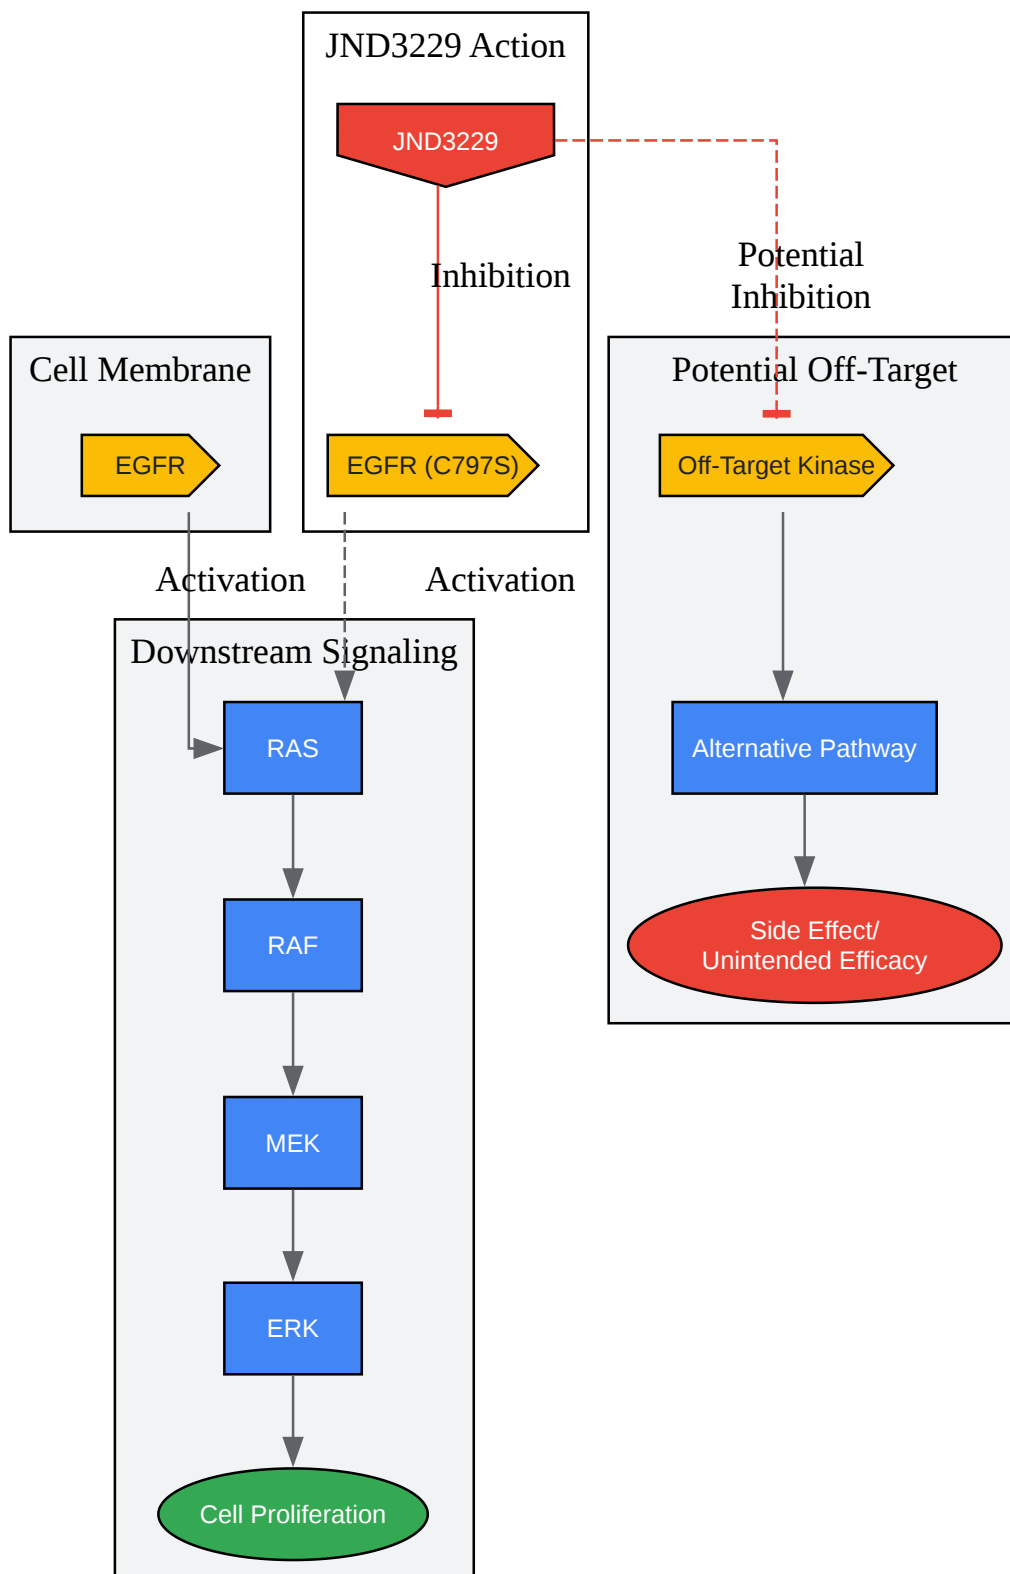 JND3229 Action
JND3229
Inhibition
Potential
Inhibition
Cell Membrane
EGFR
EGFR (C797S)
Potential Off-Target
Off-Target Kinase
Activation
Activation
Downstream Signaling
RAS
RAF
MEK
ERK
Cell Proliferation
Alternative Pathway
Side Effect/
Unintended Efficacy